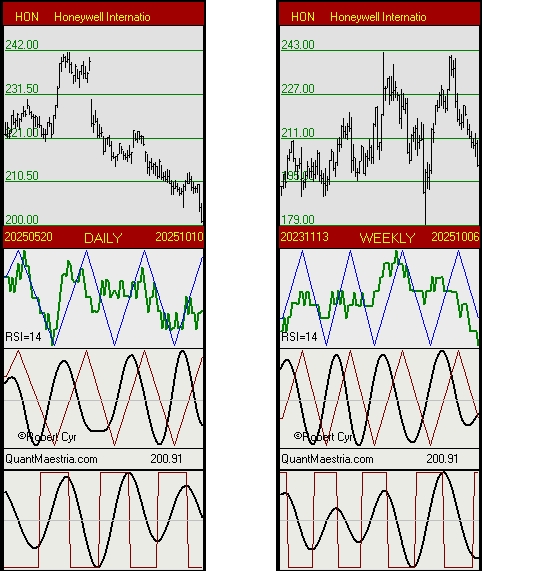 HON Honeywell Internatio
242.00
231.50
221.00
210.50
200.00
20250520 DAILY 20251010
RSI=14
©Robert Cyr
QuantMaestria.com 200.91
HON Honeywell Internatio
243.00
227.00
211.00
195.00
179.00
20231113 WEEKLY 20251006
RSI=14
©Robert Cyr
QuantMaestria.com 200.91